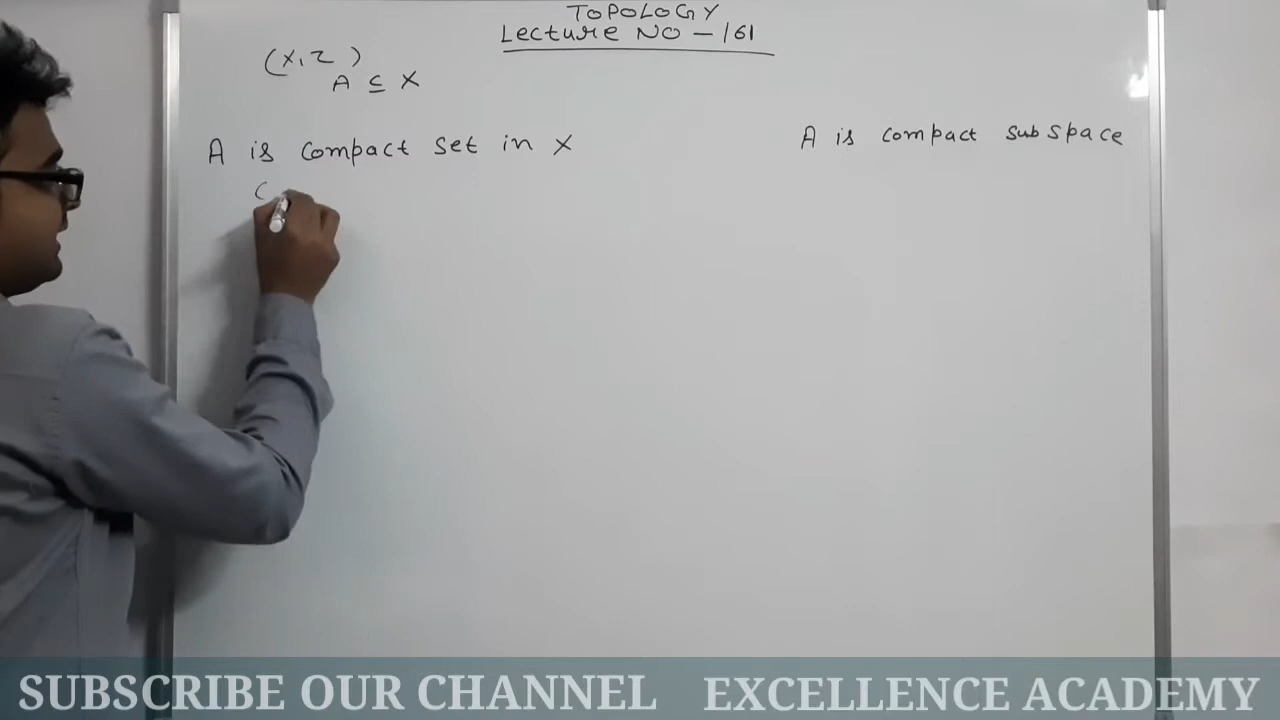 TOPOLOGY
Lecture NO - 161
(X, τ)
A ⊆ X
A is compact set in X
A is compact subspace
(
SUBSCRIBE OUR CHANNEL EXCELLENCE ACADEMY